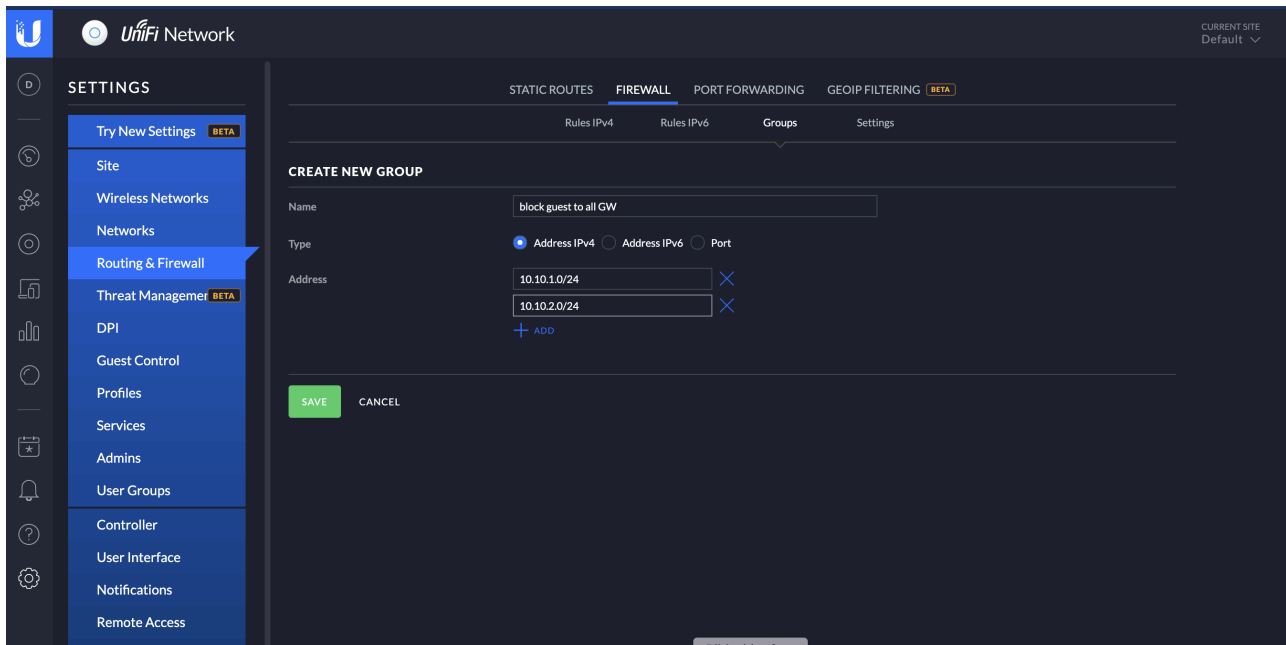 UniFi Network
CURRENT SITE
Default
D
SETTINGS
STATIC ROUTES FIREWALL PORT FORWARDING GEOIP FILTERING BETA
Rules IPv4 Rules IPv6 Groups Settings
Try New Settings BETA
Site
Wireless Networks
Networks
Routing & Firewall
Threat Managemer BETA
DPI
Guest Control
Profiles
Services
Admins
User Groups
Controller
User Interface
Notifications
Remote Access
CREATE NEW GROUP
Name block guest to all GW
Type Address IPv4 Address IPv6 Port
Address 10.10.1.0/24
10.10.2.0/24
ADD
SAVE CANCEL